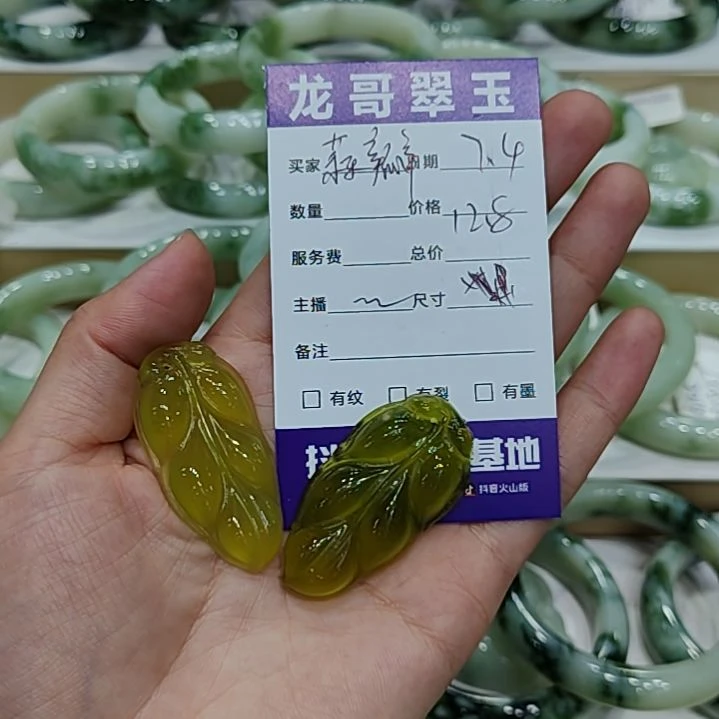 龙哥翠玉
买家 期 7.4
数量 价格 128
服务费 总价
主播 尺寸
备注
□ 有纹 □ 有裂 □ 有墨
抖 基地
抖音火山版